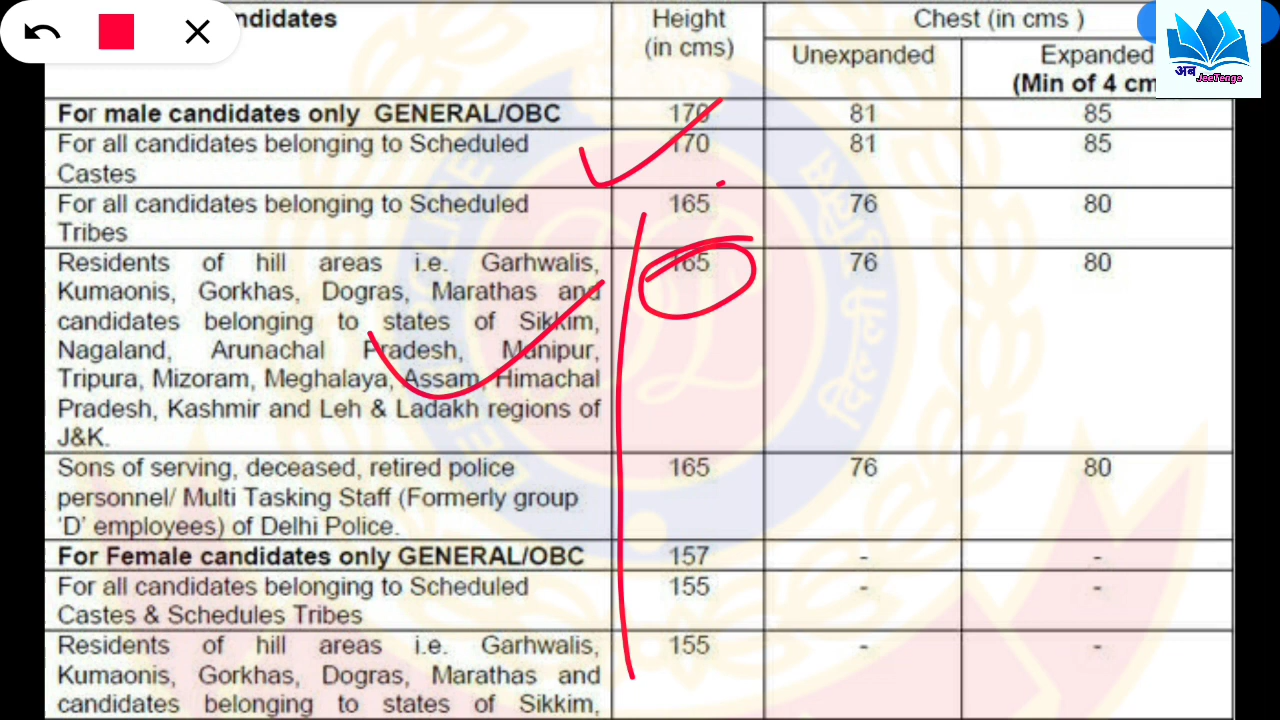 ndidates
Height
(in cms)
Chest (in cms )
Unexpanded
Expanded
(Min of 4 cm
अब JeeTenge
For male candidates only GENERAL/OBC 170 81 85
For all candidates belonging to Scheduled
Castes
170 81 85
For all candidates belonging to Scheduled
Tribes
165 76 80
Residents of hill areas i.e. Garhwalis,
Kumaonis, Gorkhas, Dogras, Marathas and
candidates belonging to states of Sikkim,
Nagaland, Arunachal Pradesh, Manipur,
Tripura, Mizoram, Meghalaya, Assam, Himachal
Pradesh, Kashmir and Leh & Ladakh regions of
J&K.
165 76 80
Sons of serving, deceased, retired police
personnel/ Multi Tasking Staff (Formerly group
'D' employees) of Delhi Police.
165 76 80
For Female candidates only GENERAL/OBC 157 - -
For all candidates belonging to Scheduled
Castes & Schedules Tribes
155 - -
Residents of hill areas i.e. Garhwalis,
Kumaonis, Gorkhas, Dogras, Marathas and
candidates belonging to states of Sikkim,
155 - -
दिल्ली